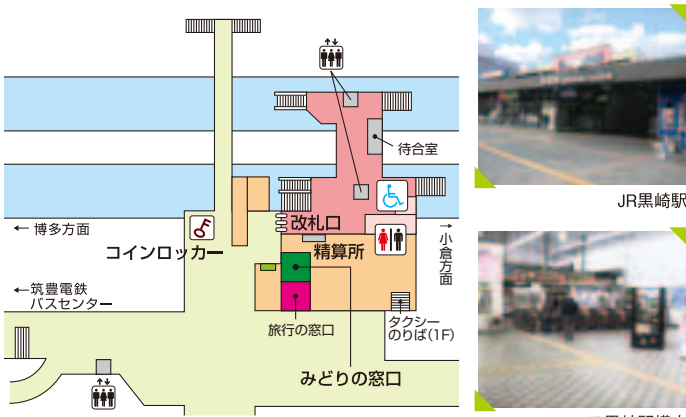 待合室
改札口
← 博多方面
コインロッカー
精算所
→
小倉方面
←筑豊電鉄
バスセンター
旅行の窓口
タクシー
のりば(1F)
みどりの窓口
JR黒崎駅